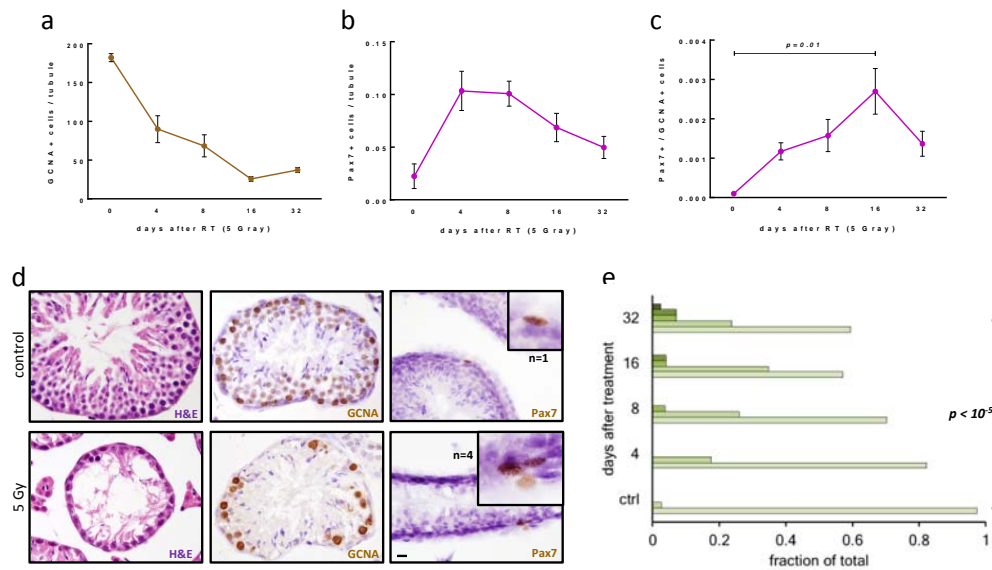 a
GCNA+ cells / tubule
200
150
100
50
0
0 4 8 16 32
days after RT (5 Gray)
b
Pax7+ cells / tubule
0.15
0.10
0.05
0.00
0 4 8 16 32
days after RT (5 Gray)
c
Pax7+ / GCNA+ cells
0.004
0.003
0.002
0.001
0.000
p=0.01
0 4 8 16 32
days after RT (5 Gray)
d
control
H&E
GCNA
n=1
Pax7
5 Gy
H&E
GCNA
n=4
Pax7
e
days after treatment
32
16
8
4
ctrl
p < 10-5
0 0.2 0.4 0.6 0.8 1
fraction of total